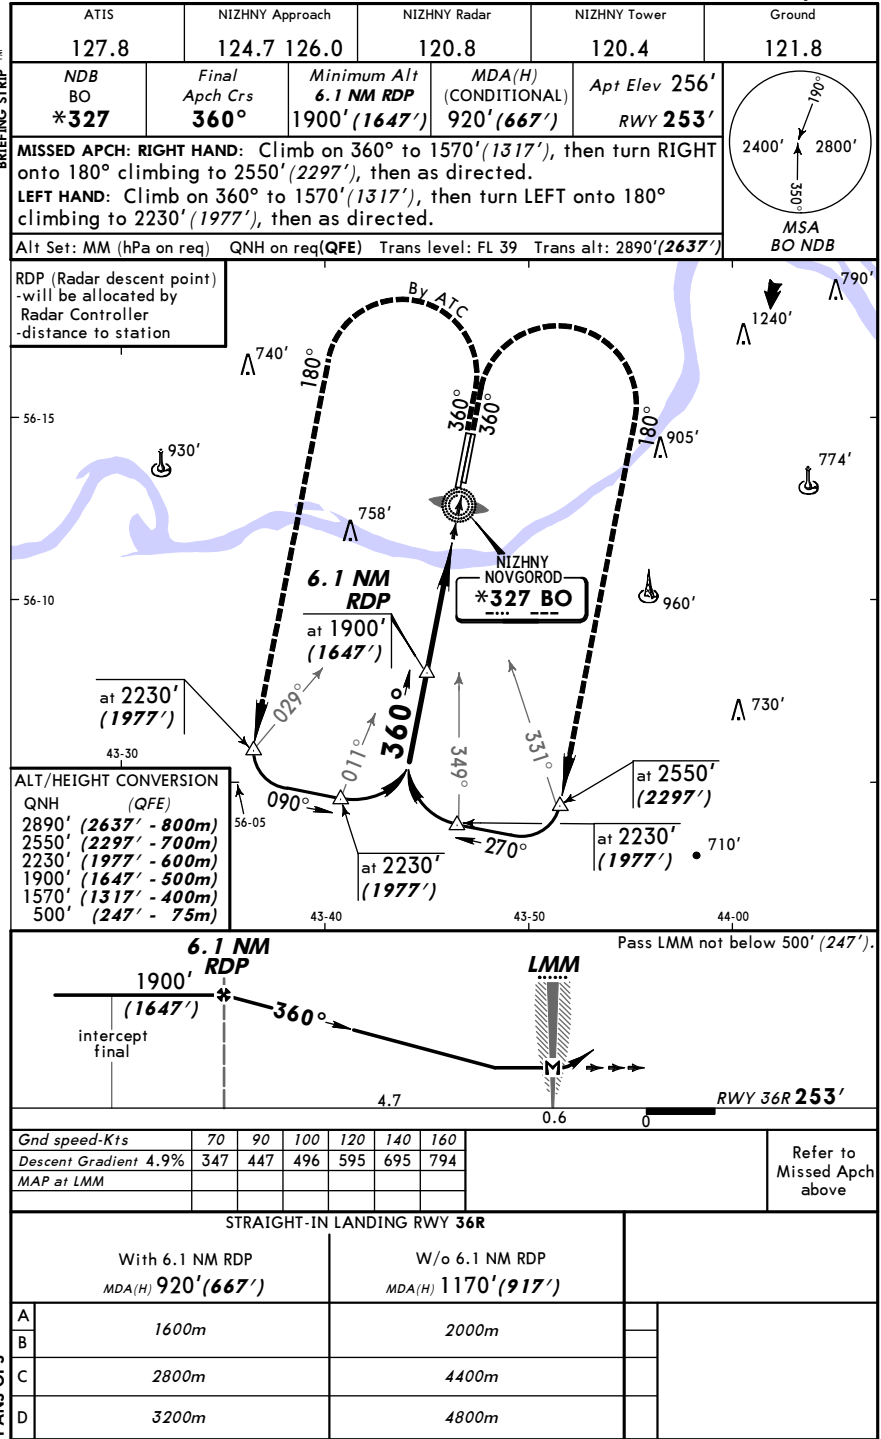 ATIS
127.8
NIZHNY Approach
124.7 126.0
NIZHNY Radar
120.8
NIZHNY Tower
120.4
Ground
121.8
BRIEFING STRIP TM
NDB
BO
*327
Final
Apch Crs
360°
Minimum Alt
6.1 NM RDP
1900' (1647')
MDA(H)
(CONDITIONAL)
920' (667')
Apt Elev 256'
RWY 253'
190°
2400' 2800'
350°
MSA
BO NDB
MISSED APCH: RIGHT HAND: Climb on 360° to 1570' (1317'), then turn RIGHT
onto 180° climbing to 2550' (2297'), then as directed.
LEFT HAND: Climb on 360° to 1570' (1317'), then turn LEFT onto 180°
climbing to 2230' (1977'), then as directed.
Alt Set: MM (hPa on req) QNH on req(QFE) Trans level: FL 39 Trans alt: 2890' (2637')
RDP (Radar descent point)
-will be allocated by
Radar Controller
-distance to station
By ATC
790'
1240'
740'
180°
360°
360°
180°
56-15
905'
930'
774'
758'
NIZHNY
NOVGOROD
*327 BO
6.1 NM
RDP
56-10
960'
at 1900'
(1647')
at 2230'
(1977')
029°
360°
011°
349°
331°
730'
43-30
at 2550'
(2297')
090°
56-05
270°
at 2230'
(1977')
710'
at 2230'
(1977')
ALT/HEIGHT CONVERSION
QNH (QFE)
2890' (2637' - 800m)
2550' (2297' - 700m)
2230' (1977' - 600m)
1900' (1647' - 500m)
1570' (1317' - 400m)
500' (247' - 75m)
43-40
43-50
44-00
6.1 NM
RDP
LMM
Pass LMM not below 500' (247').
1900'
(1647')
360°
intercept
final
M
4.7
0.6
0
RWY 36R 253'
Gnd speed-Kts 70 90 100 120 140 160
Descent Gradient 4.9% 347 447 496 595 695 794
MAP at LMM
Refer to
Missed Apch
above
STRAIGHT-IN LANDING RWY 36R
With 6.1 NM RDP
MDA(H) 920' (667')
W/o 6.1 NM RDP
MDA(H) 1170' (917')
A
B
1600m 2000m
C 2800m 4400m
D 3200m 4800m